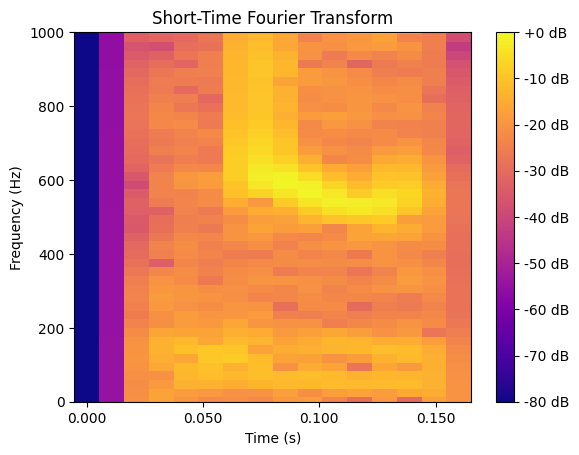 Short-Time Fourier Transform
1000
800
600
400
200
0
Frequency (Hz)
0.000
0.050
0.100
0.150
Time (s)
+0 dB
-10 dB
-20 dB
-30 dB
-40 dB
-50 dB
-60 dB
-70 dB
-80 dB